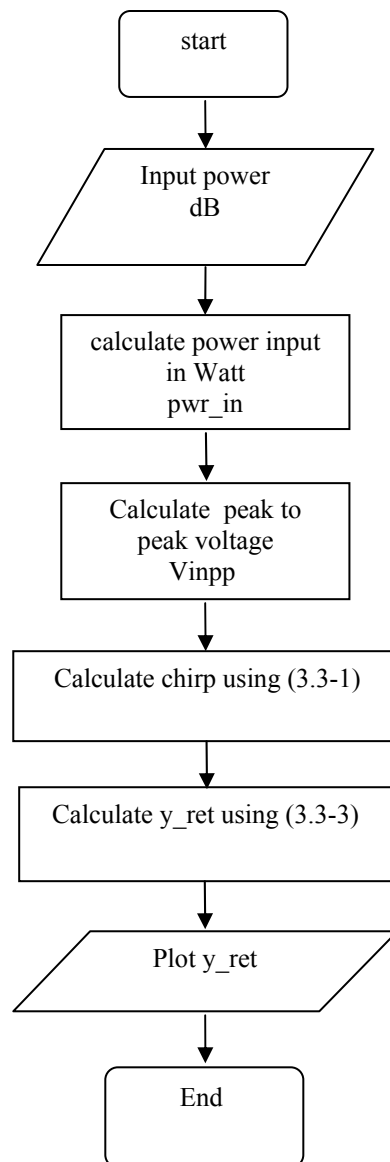 start
Input power
dB
calculate power input
in Watt
pwr_in
Calculate  peak to
peak voltage
Vinpp
Calculate chirp using (3.3-1)
Calculate y_ret using (3.3-3)
Plot y_ret
End